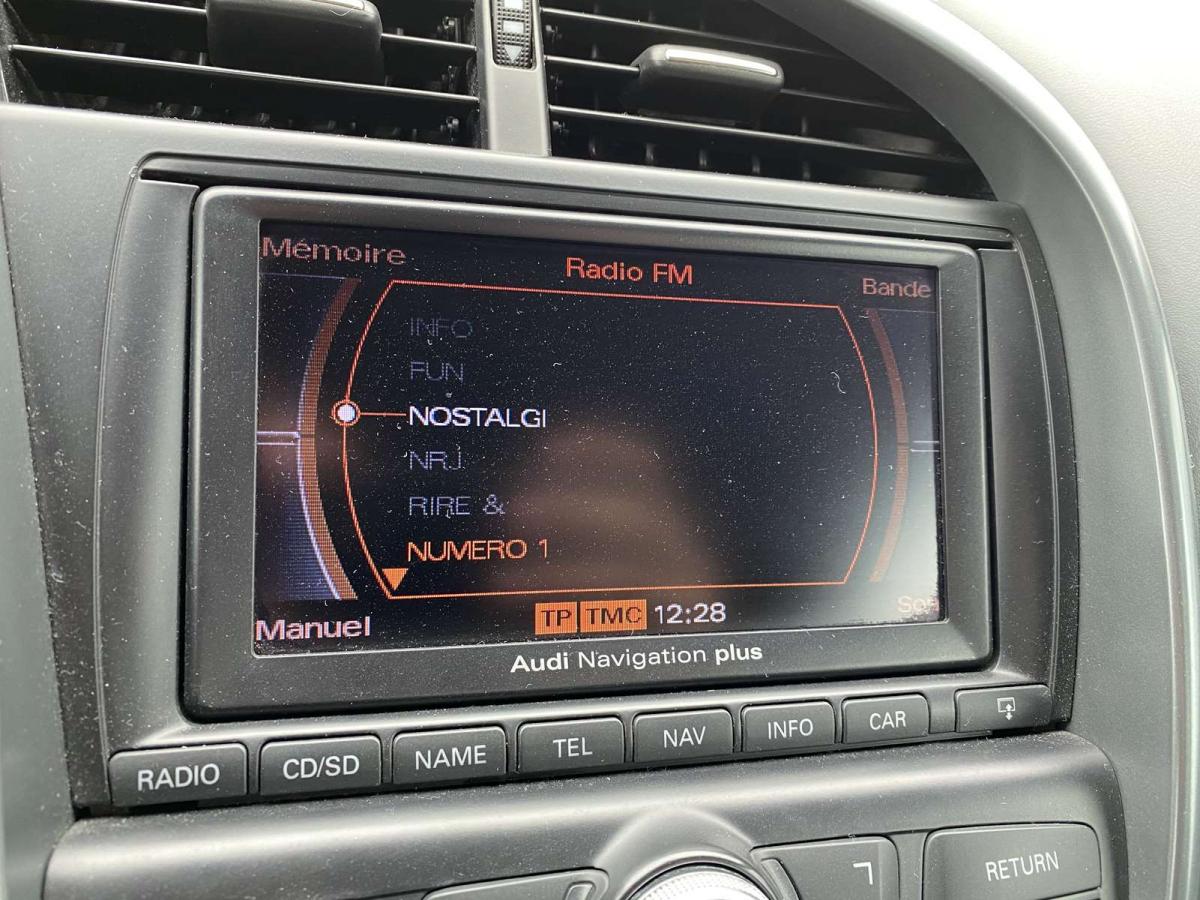 Mémoire
Radio FM
Bande
INFO
FUN
NOSTALGI
NRJ
RIRE &
NUMERO 1
Manuel
TP TMC 12:28
Son
Audi Navigation plus
RADIO CD/SD NAME TEL NAV INFO CAR
RETURN